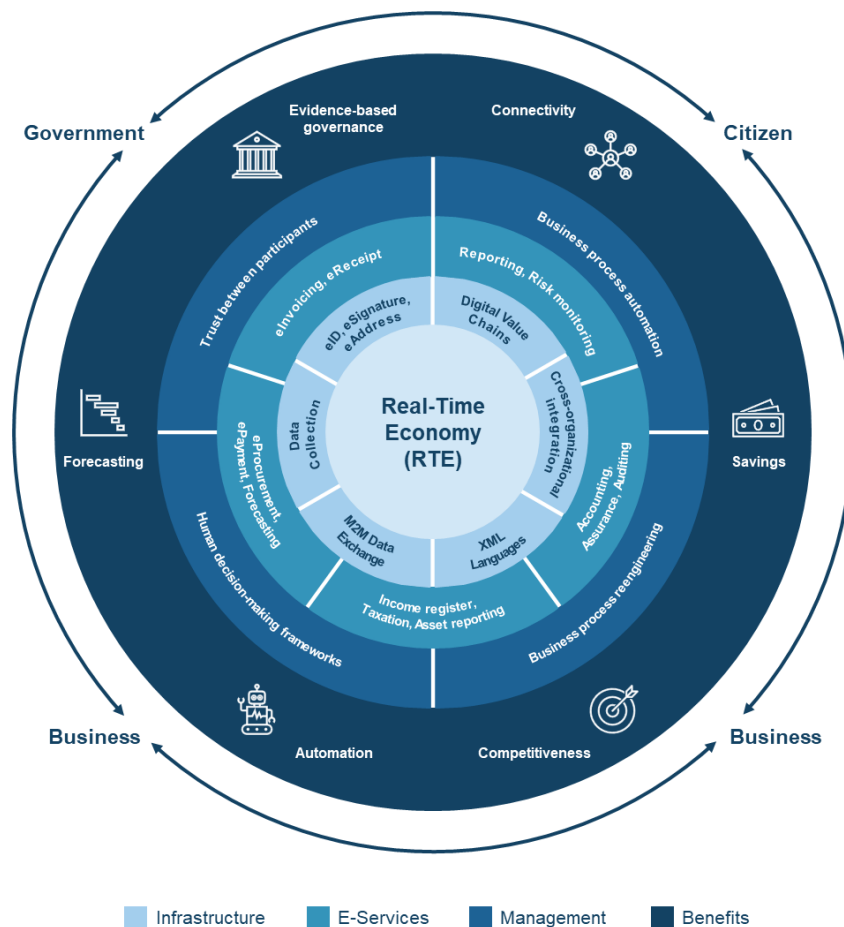 Government
Citizen
Evidence-based
governance
Connectivity
Trust between participants
Business process automation
eInvoicing, eReceipt
Reporting, Risk monitoring
eID, eSignature,
eAddress
Digital Value
Chains
Data
Collection
Cross-organizational
integration
Real-Time
Economy
(RTE)
Forecasting
Savings
eProcurement,
ePayment, Forecasting
Accounting,
Assurance, Auditing
M2M Data
Exchange
XML
Languages
Income register,
Taxation, Asset reporting
Human decision-making frameworks
Business process reengineering
Business
Business
Automation
Competitiveness
Infrastructure
E-Services
Management
Benefits